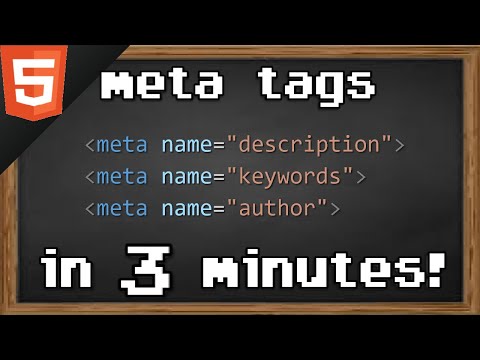 5
meta tags
<meta name="description">
<meta name="keywords">
<meta name="author">
in 3 minutes!